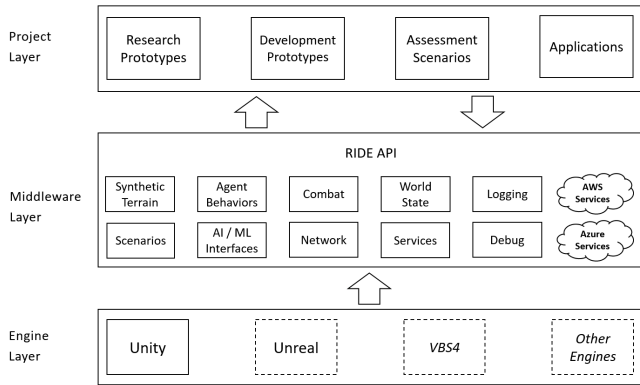 Project
Layer
Research
Prototypes
Development
Prototypes
Assessment
Scenarios
Applications
Middleware
Layer
RIDE API
Synthetic
Terrain
Agent
Behaviors
Combat
World
State
Logging
AWS
Services
Scenarios
AI / ML
Interfaces
Network
Services
Debug
Azure
Services
Engine
Layer
Unity
Unreal
VBS4
Other
Engines